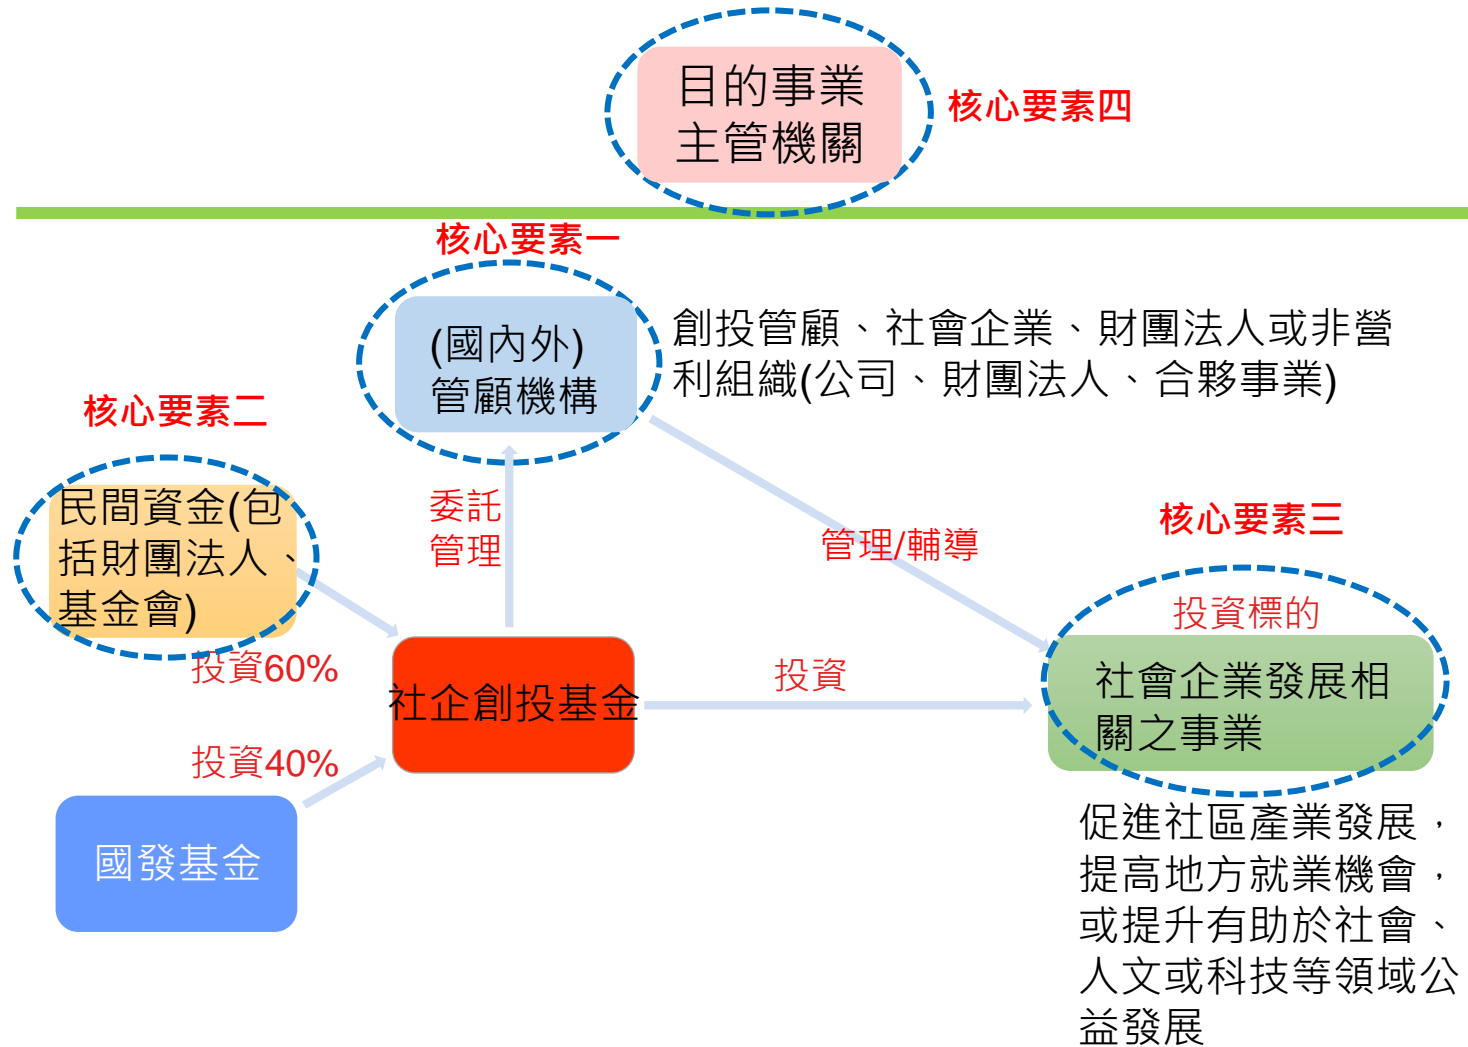 目的事業
主管機關
核心要素四
核心要素一
(國內外)
管顧機構
創投管顧、社會企業、財團法人或非營
利組織(公司、財團法人、合夥事業)
核心要素二
民間資金(包
括財團法人、
基金會)
委託
管理
管理/輔導
核心要素三
投資標的
社會企業發展相
關之事業
投資60%
社企創投基金
投資
投資40%
國發基金
促進社區產業發展，
提高地方就業機會，
或提升有助於社會、
人文或科技等領域公
益發展